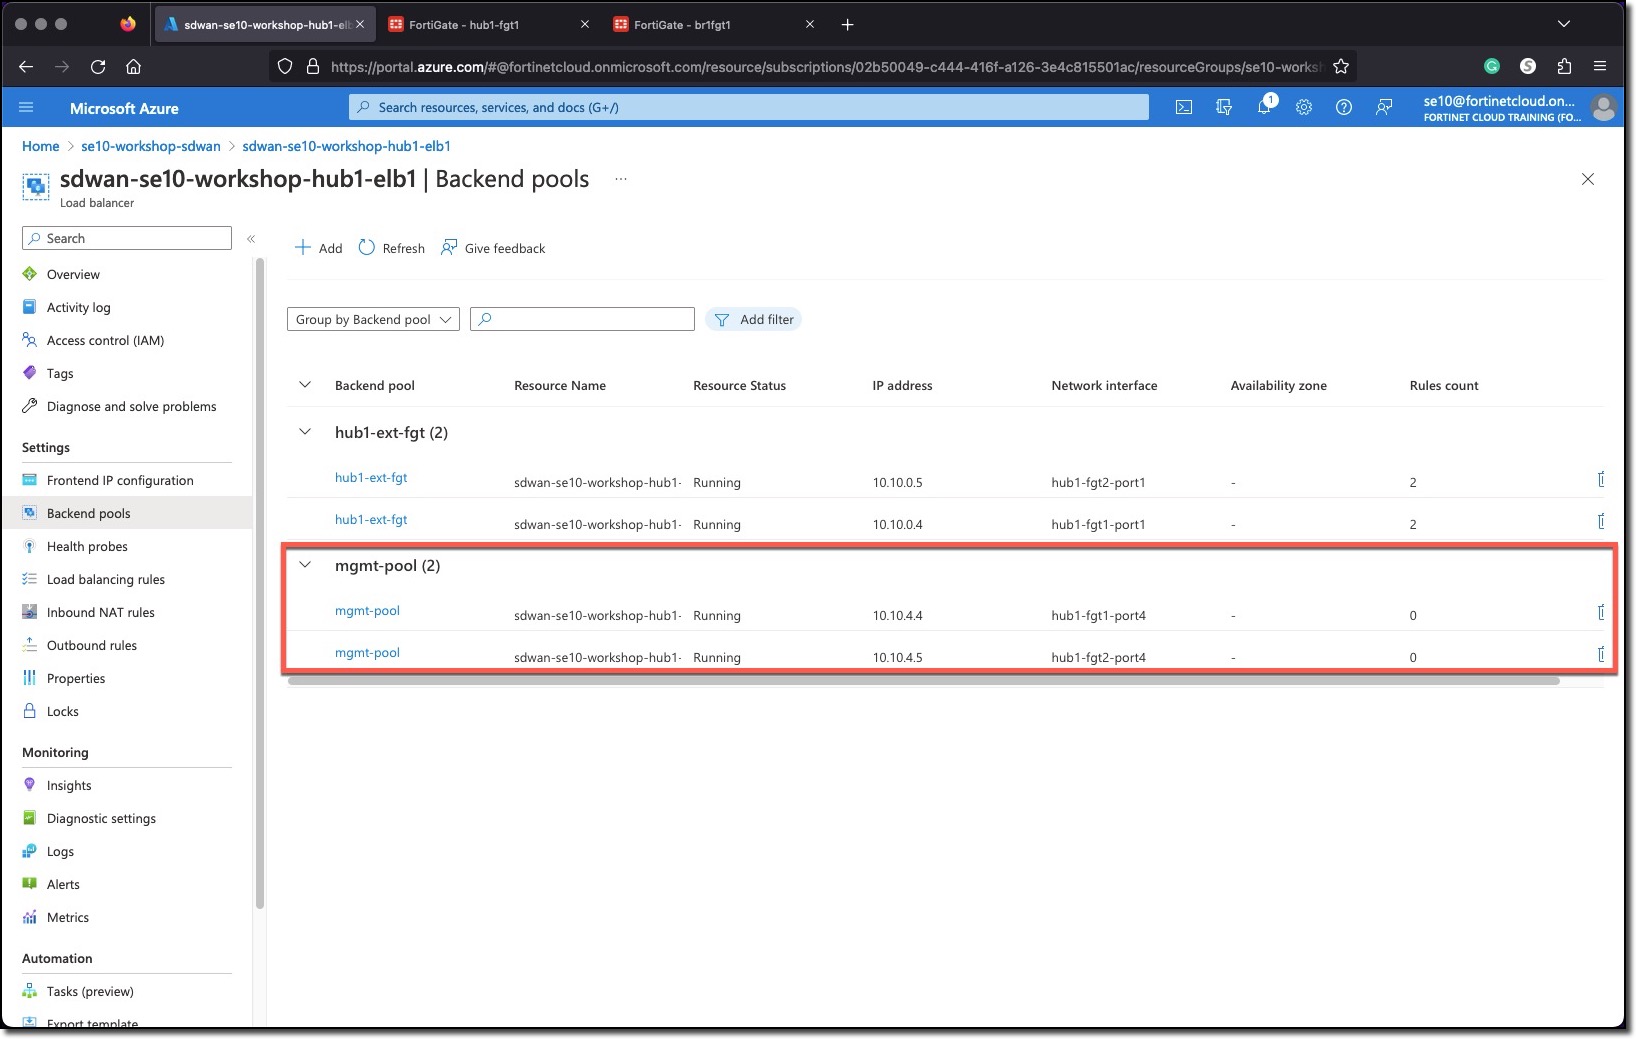 sdwan-se10-workshop-hub1-elb
FortiGate - hub1-fgt1
FortiGate - br1fgt1
https://portal.azure.com/#@fortinetcloud.onmicrosoft.com/resource/subscriptions/02b50049-c444-416f-a126-3e4c815501ac/resourceGroups/se10-works
Microsoft Azure
Search resources, services, and docs (G+/)
1
se10@fortinetcloud.on...
FORTINET CLOUD TRAINING (FO...
Home > se10-workshop-sdwan > sdwan-se10-workshop-hub1-elb1
sdwan-se10-workshop-hub1-elb1 | Backend pools ...
Load balancer
Search
«
Overview
Activity log
Access control (IAM)
Tags
Diagnose and solve problems
Settings
Frontend IP configuration
Backend pools
Health probes
Load balancing rules
Inbound NAT rules
Outbound rules
Properties
Locks
Monitoring
Insights
Diagnostic settings
Logs
Alerts
Metrics
Automation
Tasks (preview)
Export template
Add Refresh Give feedback
Group by Backend pool
Add filter
Backend pool Resource Name Resource Status IP address Network interface Availability zone Rules count
hub1-ext-fgt (2)
hub1-ext-fgt sdwan-se10-workshop-hub1- Running 10.10.0.5 hub1-fgt2-port1 - 2
hub1-ext-fgt sdwan-se10-workshop-hub1- Running 10.10.0.4 hub1-fgt1-port1 - 2
mgmt-pool (2)
mgmt-pool sdwan-se10-workshop-hub1- Running 10.10.4.4 hub1-fgt1-port4 - 0
mgmt-pool sdwan-se10-workshop-hub1- Running 10.10.4.5 hub1-fgt2-port4 - 0